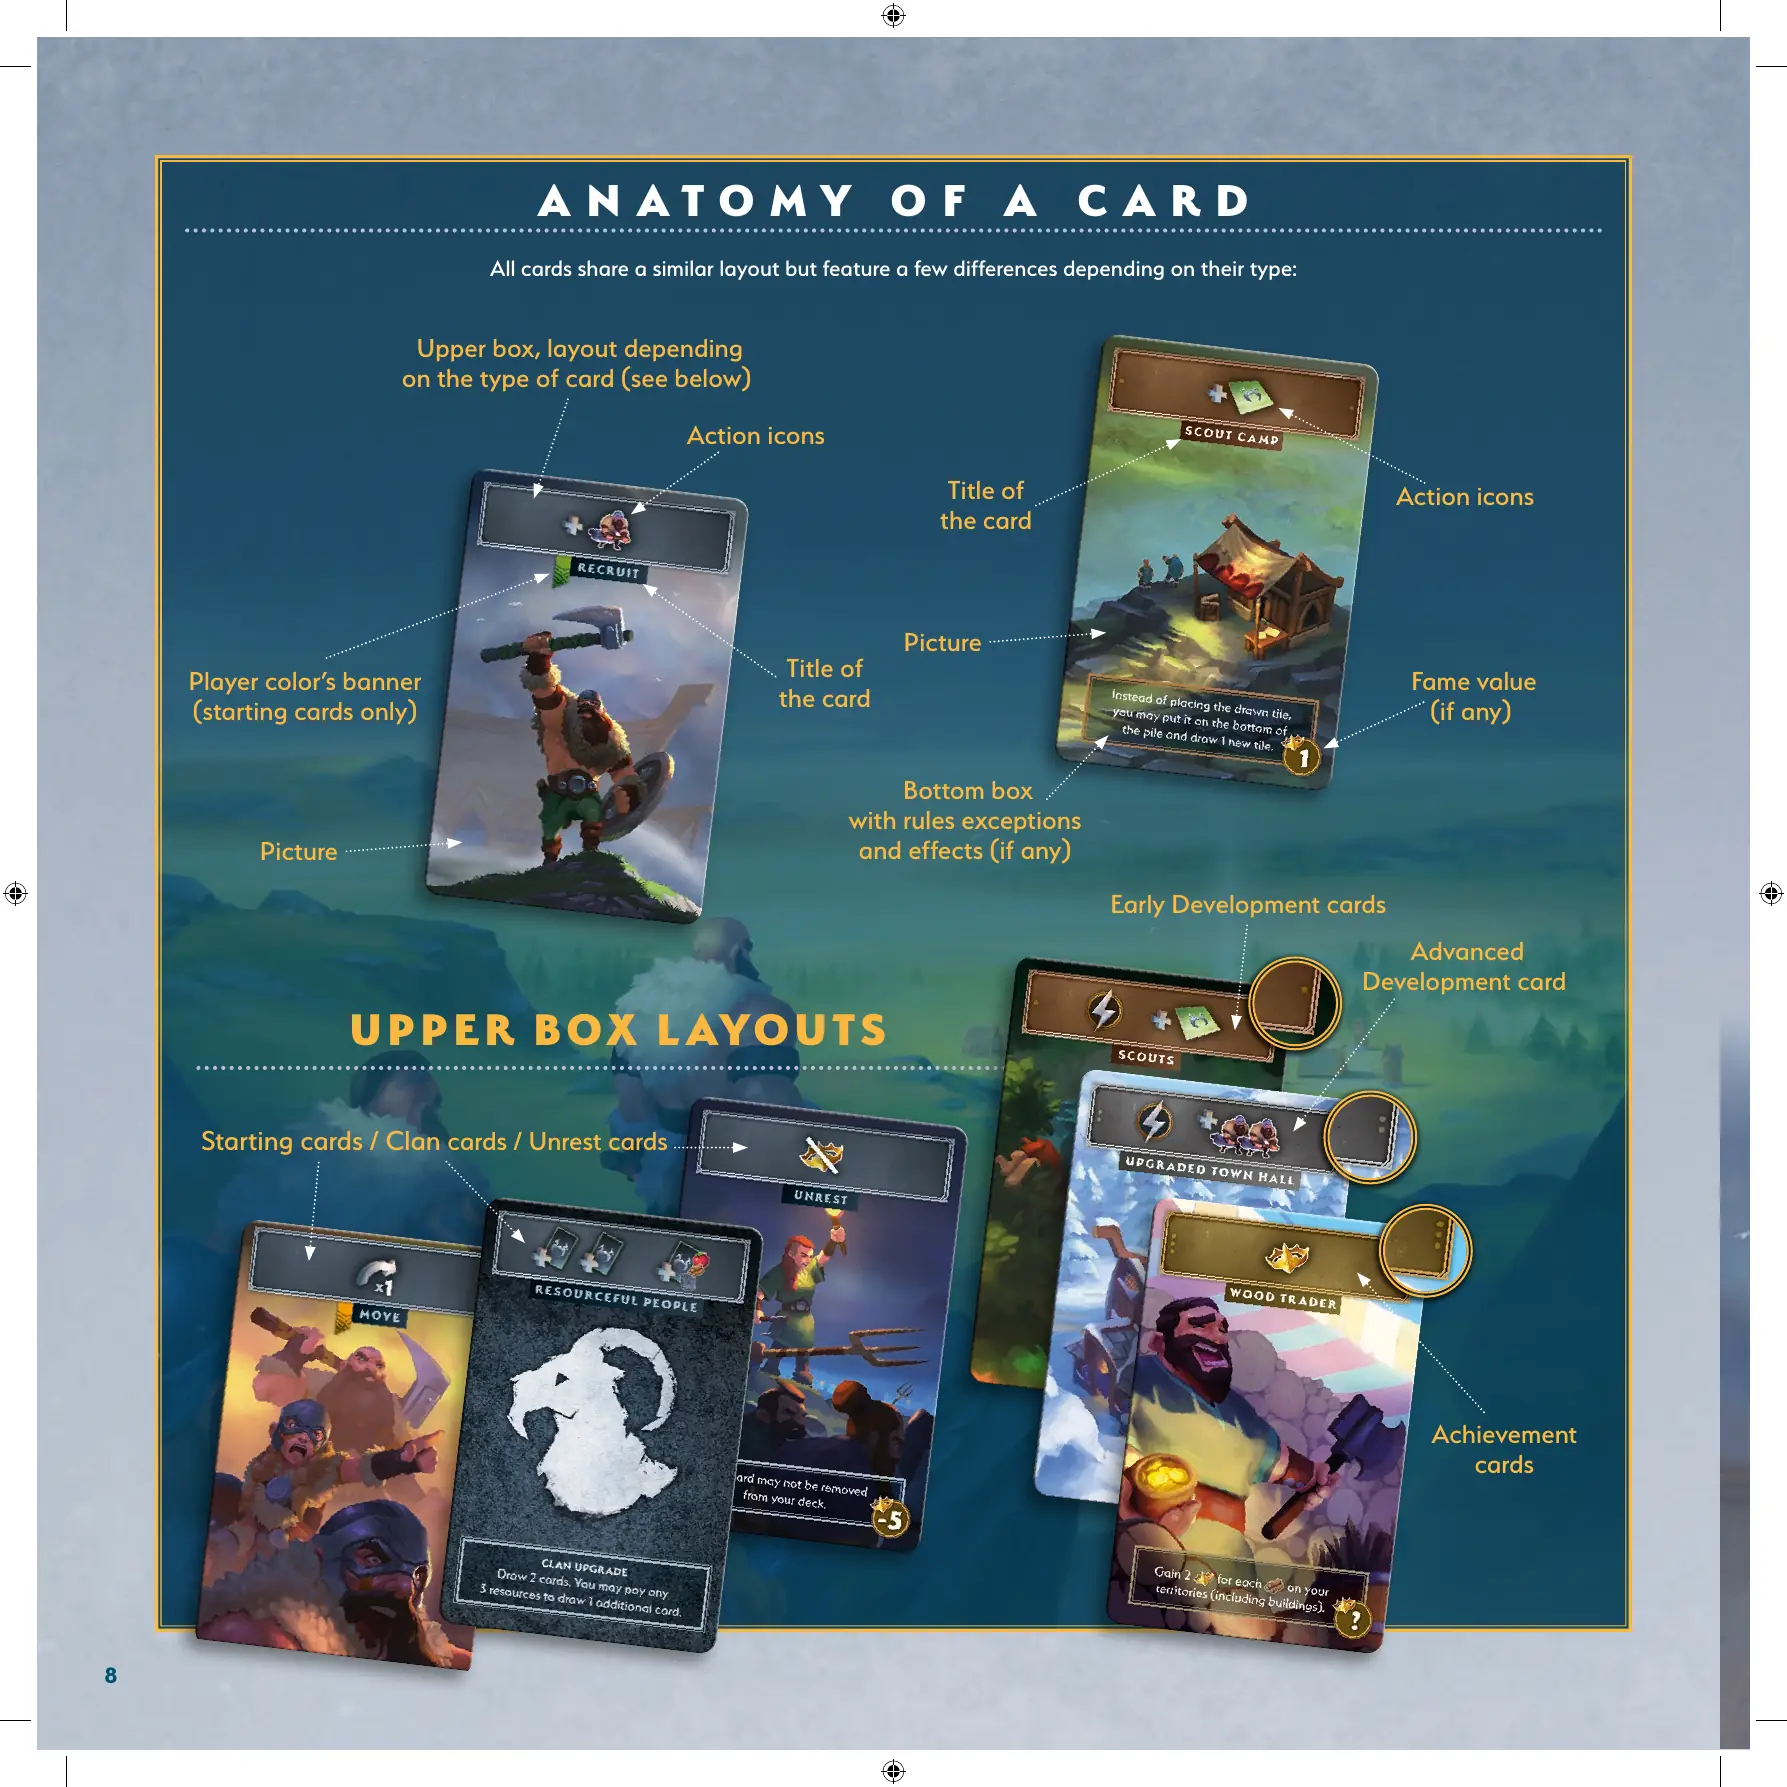 ANATOMY OF A CARD
All cards share a similar layout but feature a few differences depending on their type:
Upper box, layout depending
on the type of card (see below)
Action icons
RECRUIT
Player color's banner
(starting cards only)
Title of
the card
Picture
SCOUT CAMP
Title of
the card
Action icons
Picture
Instead of placing the drawn tile,
you may put it on the bottom of
the pile and draw 1 new tile.
1
Fame value
(if any)
Bottom box
with rules exceptions
and effects (if any)
UPPER BOX LAYOUTS
Starting cards / Clan cards / Unrest cards
x1
MOVE
RESOURCEFUL PEOPLE
CLAN UPGRADE
Draw 2 cards. You may pay any
3 resources to draw 1 additional card.
UNREST
ard may not be removed
from your deck.
-5
Early Development cards
Advanced
Development card
SCOUTS
UPGRADED TOWN HALL
WOOD TRADER
Gain 2 for each on your
territories (including buildings).
?
Achievement
cards
8